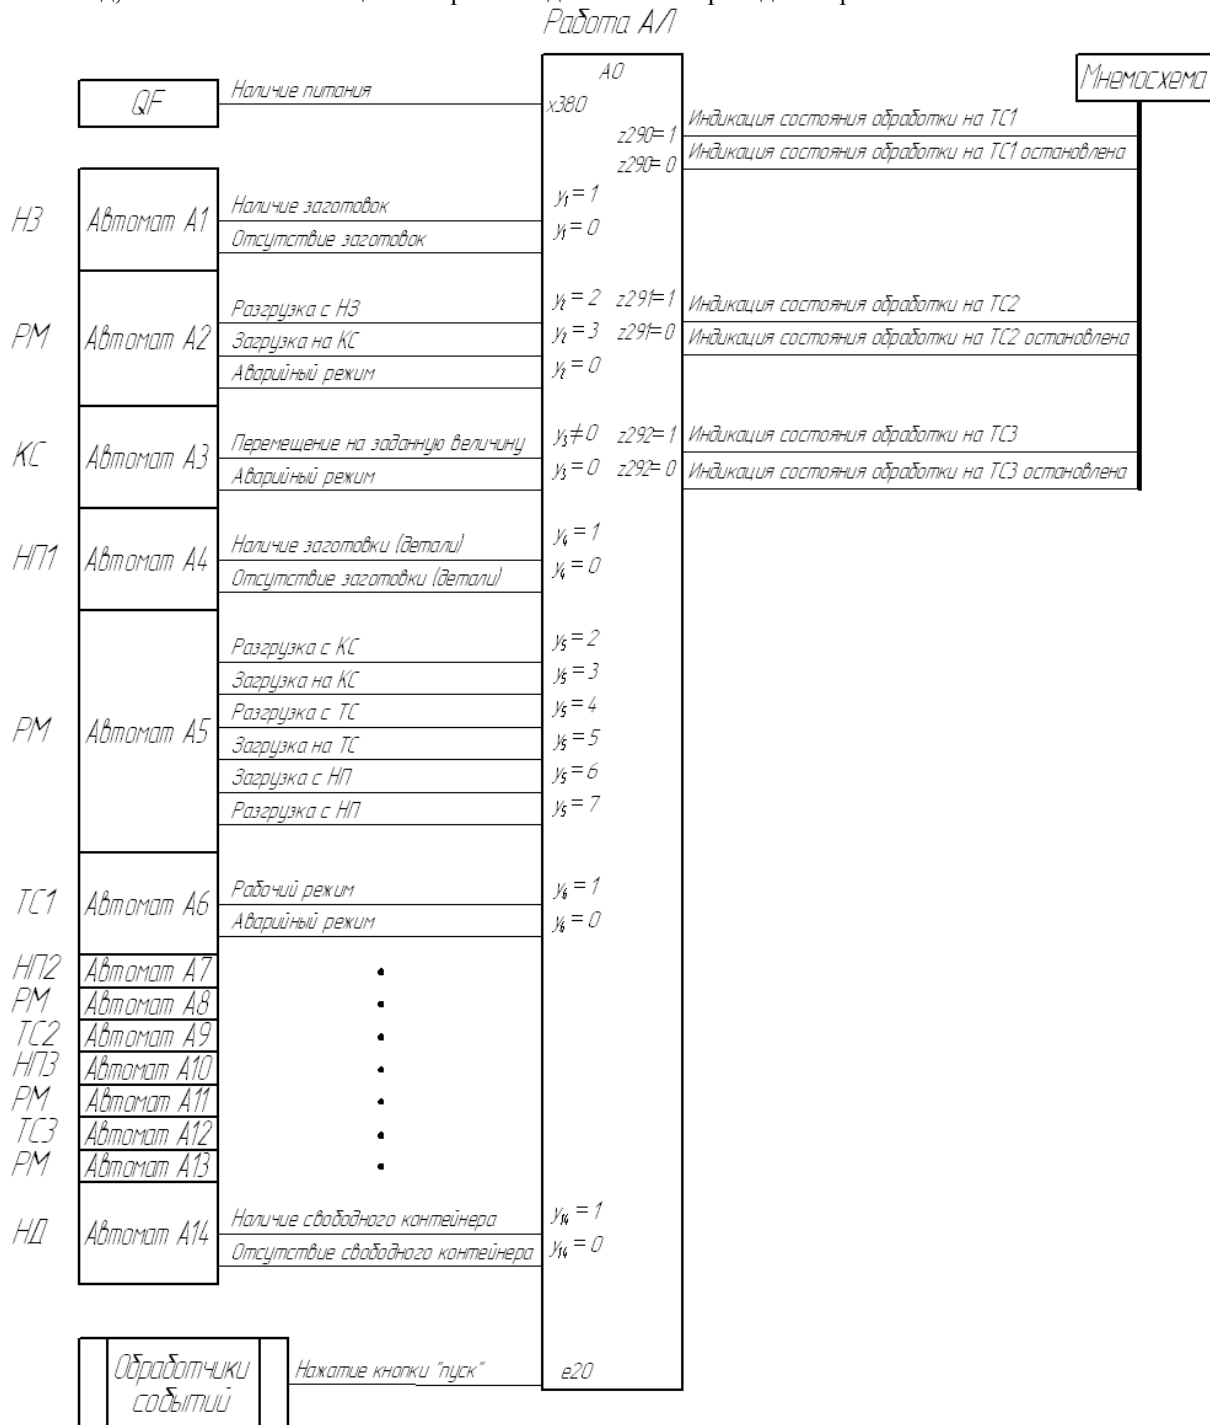 Работа А/Л
QF
Наличие питания
A0
x380
Мнемосхема
z290=1
Индикация состояния обработки на ТС1
z290=0
Индикация состояния обработки на ТС1 остановлена
НЗ
Автомат А1
Наличие заготовок
y1=1
Отсутствие заготовок
y1=0
РМ
Автомат А2
Разгрузка с НЗ
y2=2
z291=1
Индикация состояния обработки на ТС2
Загрузка на КС
y2=3
z291=0
Индикация состояния обработки на ТС2 остановлена
Аварийный режим
y2=0
КС
Автомат А3
Перемещение на заданную величину
y3≠0
z292=1
Индикация состояния обработки на ТС3
Аварийный режим
y3=0
z292=0
Индикация состояния обработки на ТС3 остановлена
НП1
Автомат А4
Наличие заготовки (детали)
y4=1
Отсутствие заготовки (детали)
y4=0
РМ
Автомат А5
Разгрузка с КС
y5=2
Загрузка на КС
y5=3
Разгрузка с ТС
y5=4
Загрузка на ТС
y5=5
Загрузка с НП
y5=6
Разгрузка с НП
y5=7
ТС1
Автомат А6
Рабочий режим
y6=1
Аварийный режим
y6=0
НП2
Автомат А7
РМ
Автомат А8
ТС2
Автомат А9
НП3
Автомат А10
РМ
Автомат А11
ТС3
Автомат А12
РМ
Автомат А13
НД
Автомат А14
Наличие свободного контейнера
y14=1
Отсутствие свободного контейнера
y14=0
Обработчики
событий
Нажатие кнопки "пуск"
e20